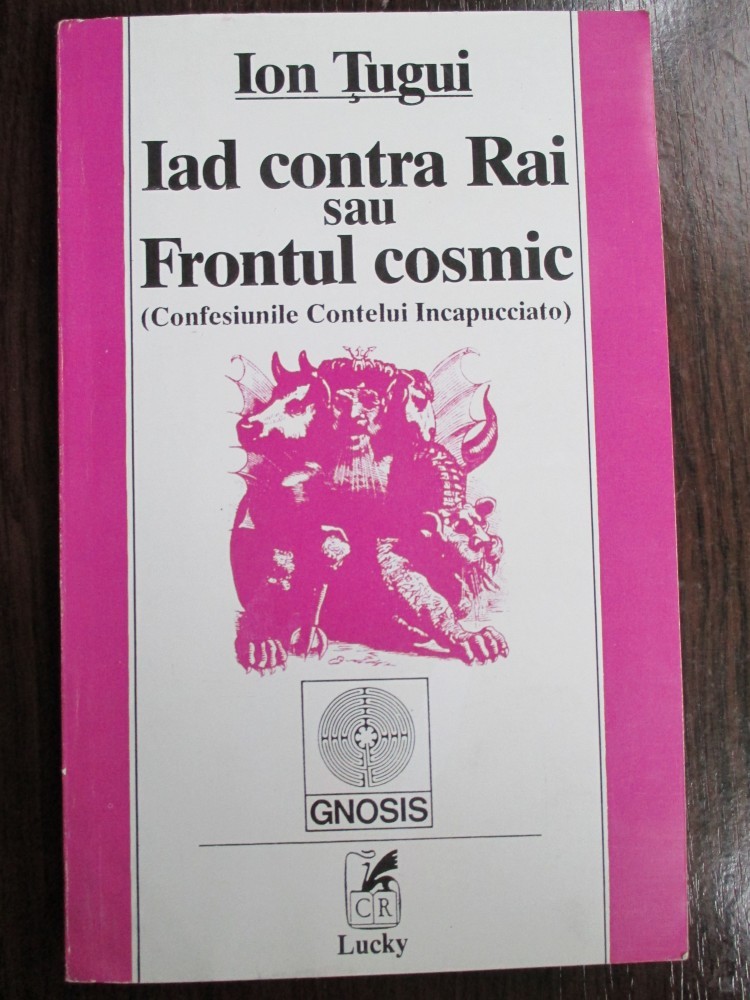 Ion Țugui
Iad contra Rai
sau
Frontul cosmic
(Confesiunile Contelui Incapucciato)
GNOSIS
CR
Lucky